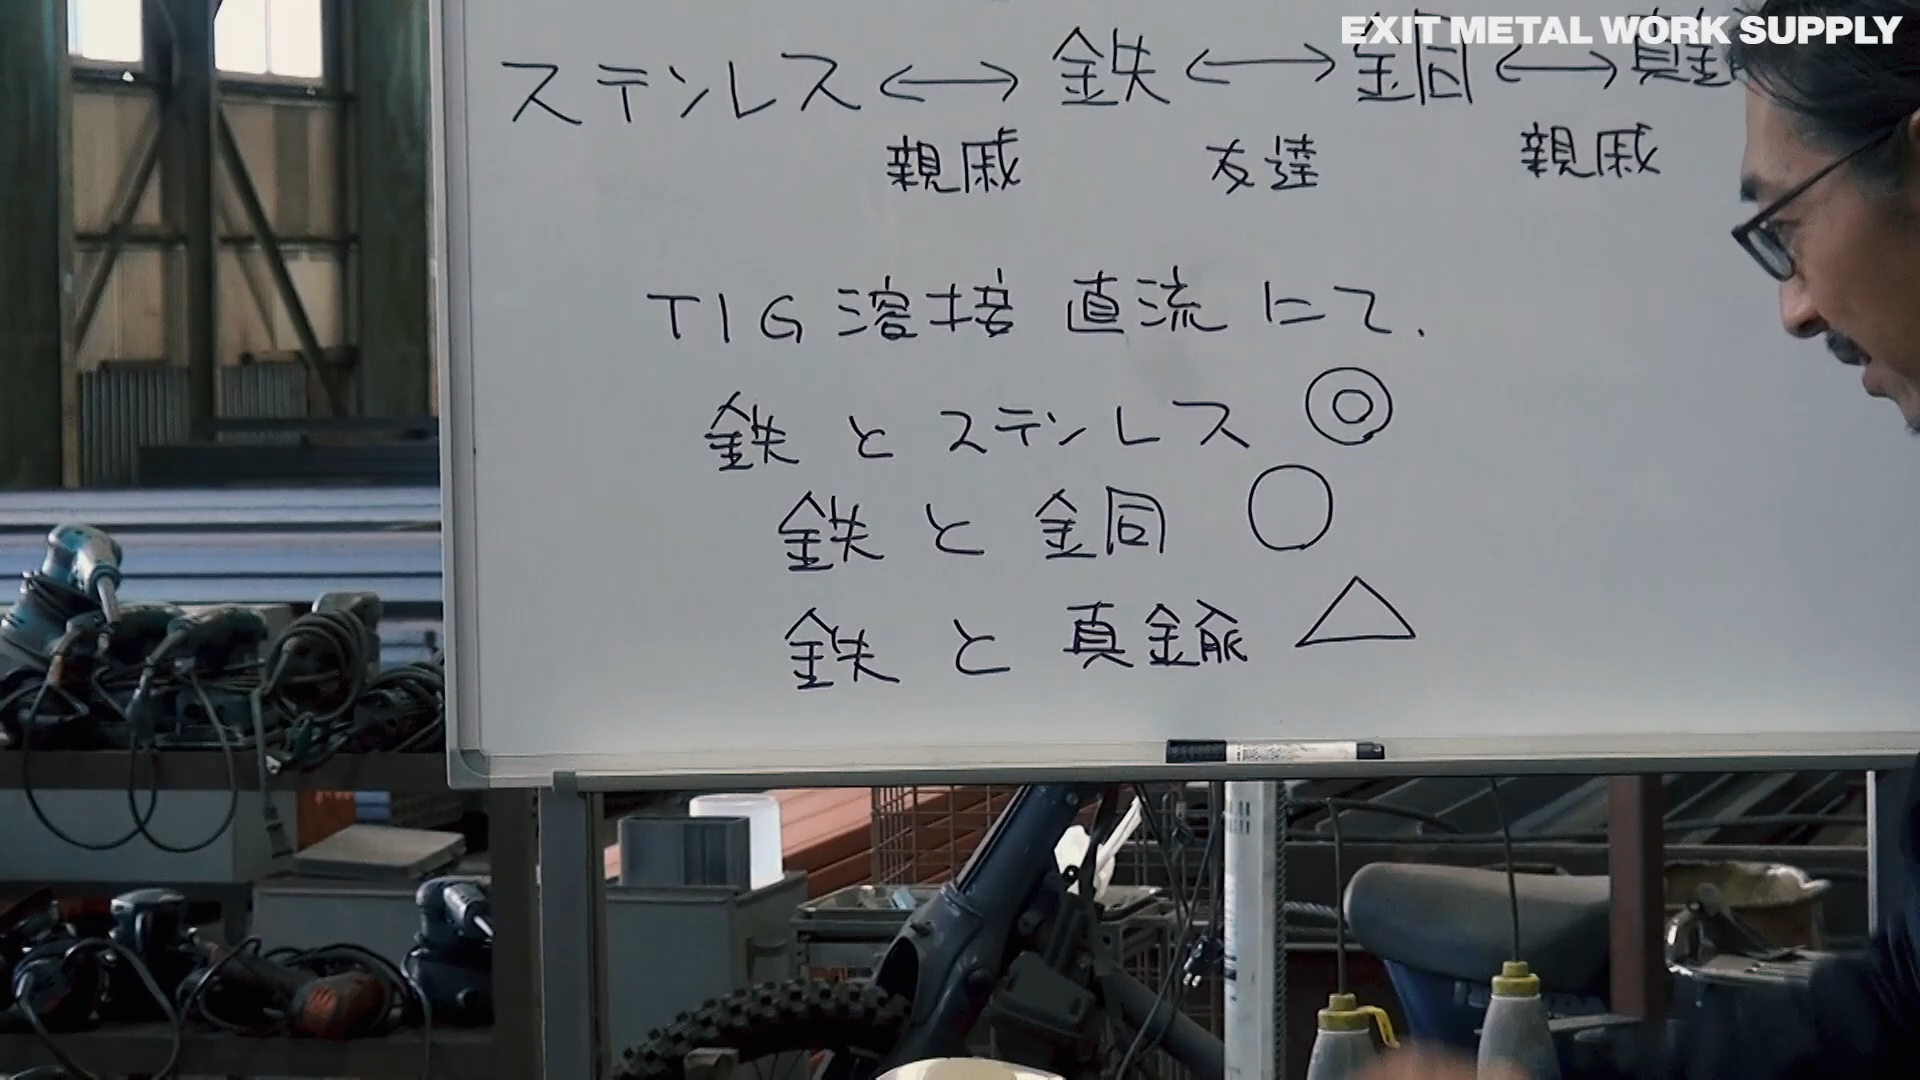 EXIT METAL WORK SUPPLY
ステンレス ↔ 鉄 ↔ 銅 ↔ 真鍮
親戚 友達 親戚
TIG溶接 直流にて.
鉄とステンレス ◎
鉄と銅 ○
鉄と真鍮 △